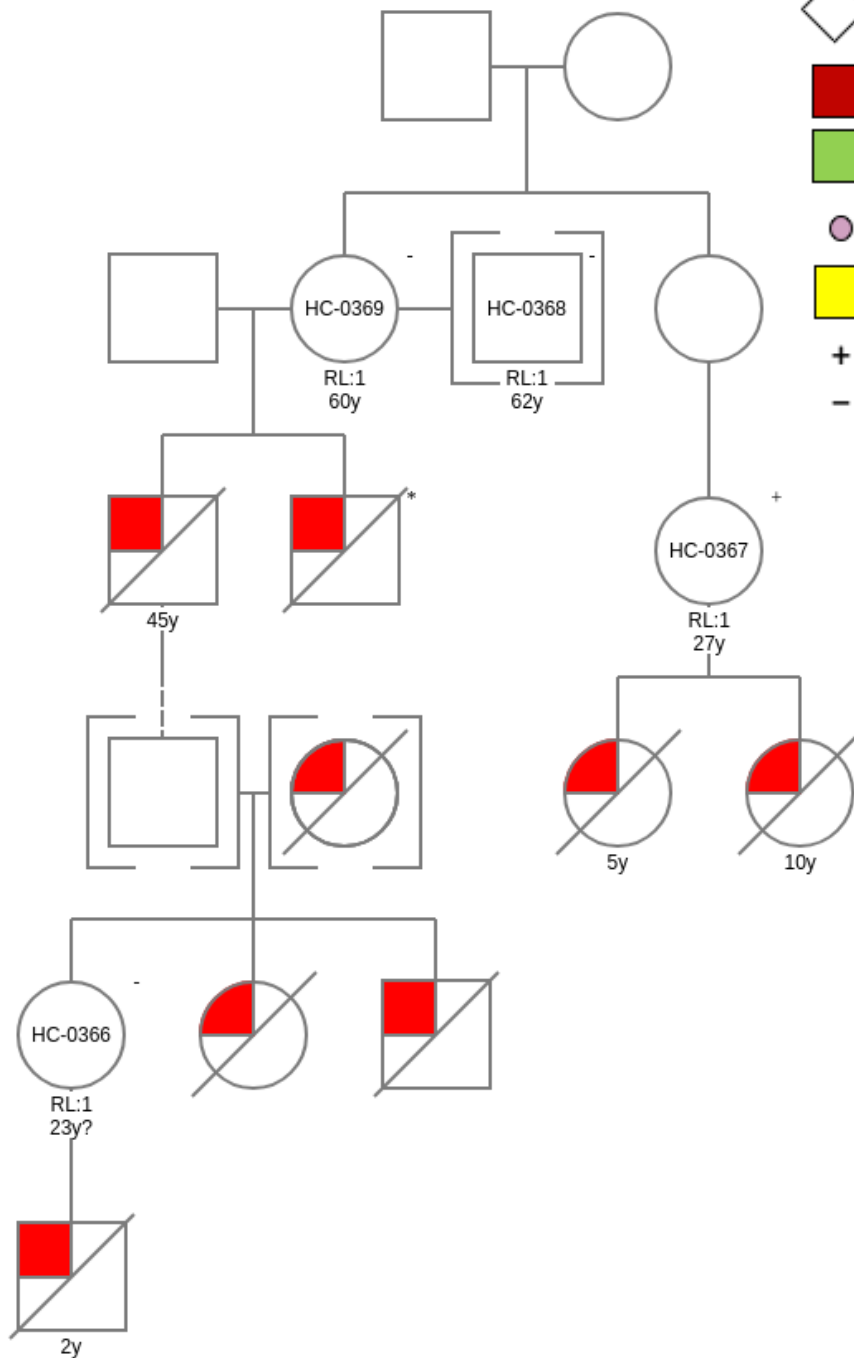 -
-
HC-0369
HC-0368
RL:1
60y
RL:1
62y
+
−
*
+
45y
HC-0367
RL:1
27y
5y
10y
-
HC-0366
RL:1
23y?
2y